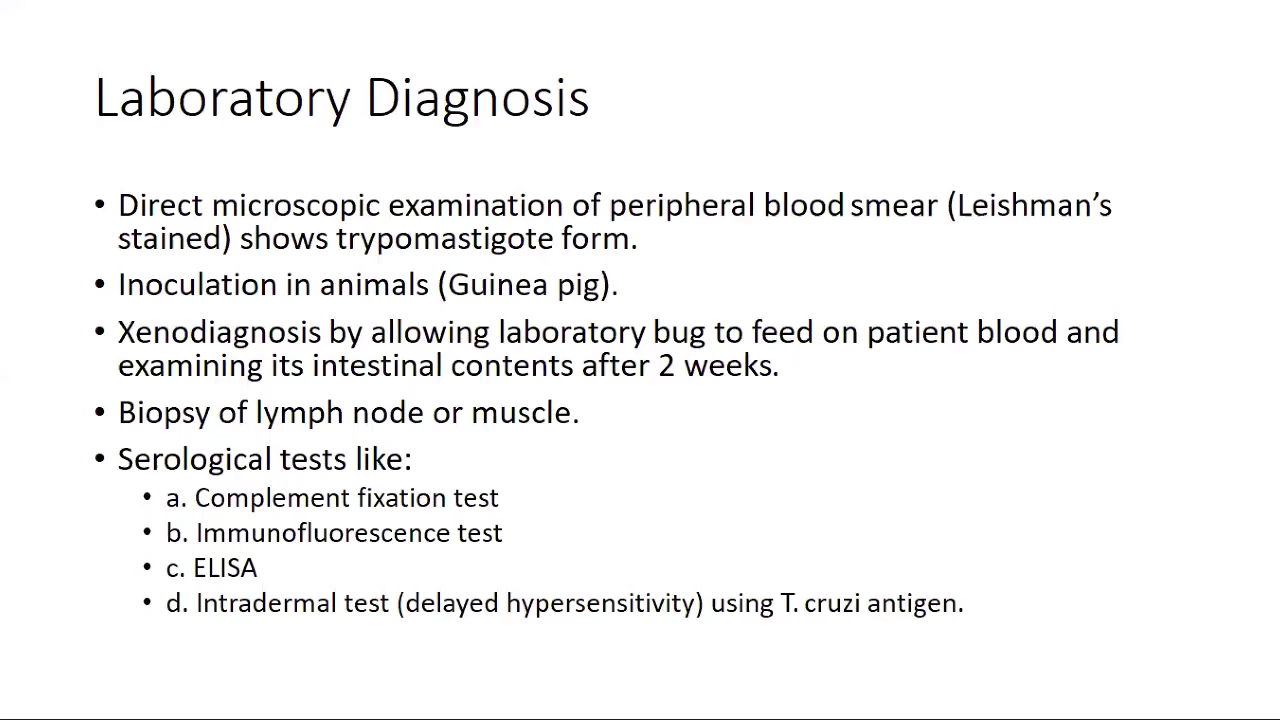 Laboratory Diagnosis
• Direct microscopic examination of peripheral blood smear (Leishman’s
stained) shows trypomastigote form.
• Inoculation in animals (Guinea pig).
• Xenodiagnosis by allowing laboratory bug to feed on patient blood and
examining its intestinal contents after 2 weeks.
• Biopsy of lymph node or muscle.
• Serological tests like:
• a. Complement fixation test
• b. Immunofluorescence test
• c. ELISA
• d. Intradermal test (delayed hypersensitivity) using T. cruzi antigen.